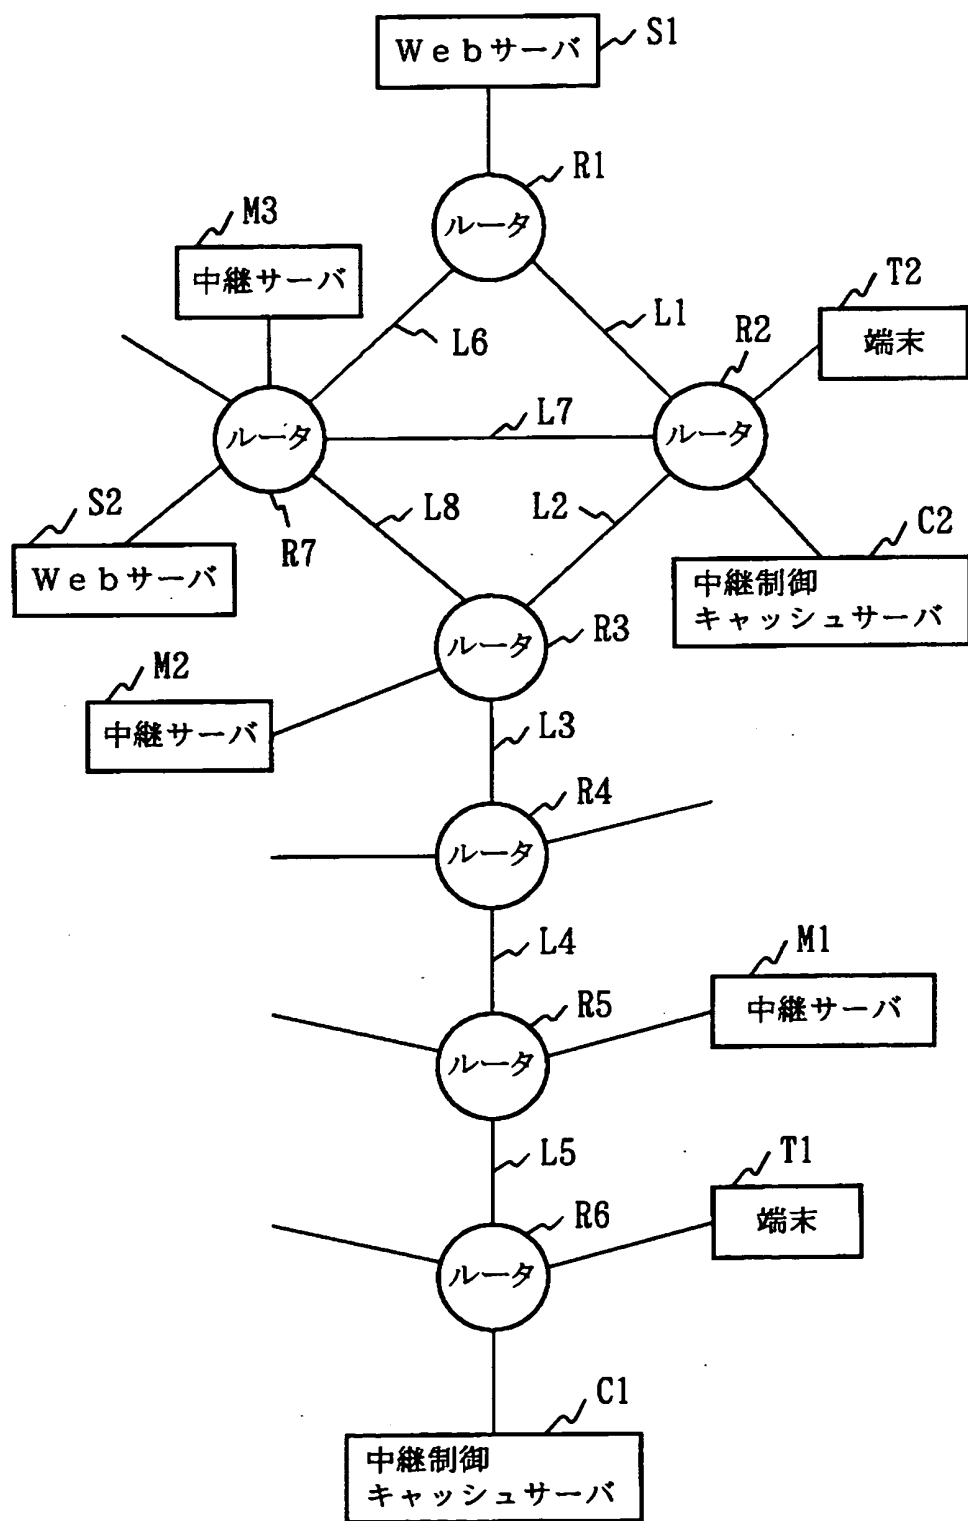 Ｗｅｂサーバ
S1
R1
ルータ
M3
中継サーバ
T2
端末
L6
L1
R2
ルータ
L7
ルータ
S2
Ｗｅｂサーバ
R7
L8
L2
C2
中継制御
キャッシュサーバ
ルータ
R3
M2
中継サーバ
L3
R4
ルータ
L4
M1
中継サーバ
R5
ルータ
L5
T1
端末
R6
ルータ
C1
中継制御
キャッシュサーバ